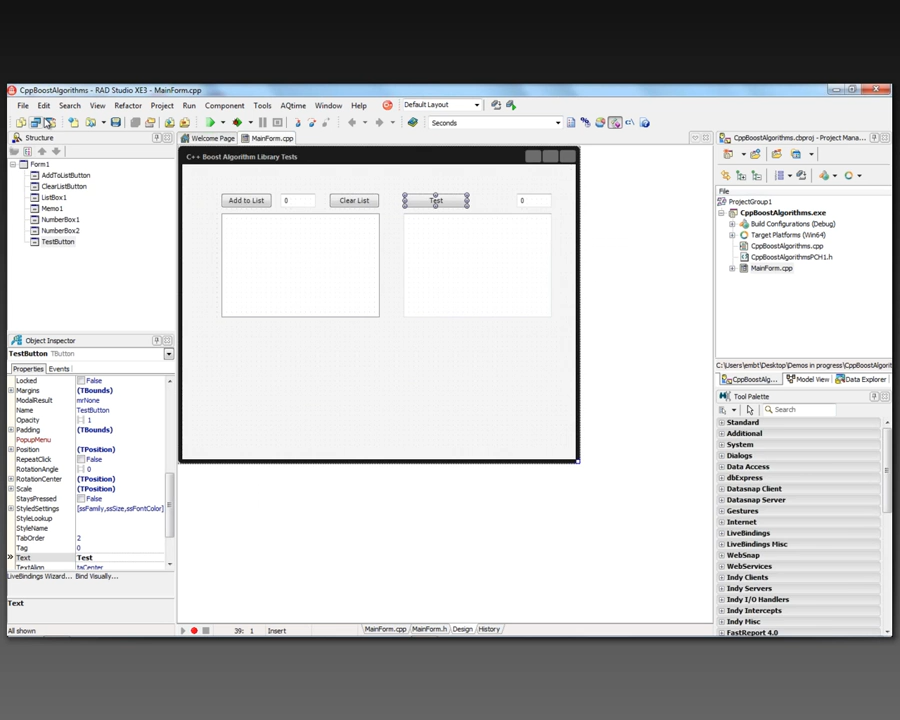 CppBoostAlgorithms - RAD Studio XE3 - MainForm.cpp
File Edit Search View Refactor Project Run Component Tools AQtime Window Help Default Layout
Seconds
Structure
Form1
AddToListButton
ClearListButton
ListBox1
Memo1
NumberBox1
NumberBox2
TestButton
Object Inspector
TestButton TButton
Properties Events
Locked False
Margins (TBounds)
ModalResult mrNone
Name TestButton
Opacity 1
Padding (TBounds)
PopupMenu
Position (TPosition)
RepeatClick False
RotationAngle 0
RotationCenter (TPosition)
Scale (TPosition)
StaysPressed False
StyledSettings [ssFamily,ssSize,ssFontColor]
StyleLookup
StyleName
TabOrder 2
Tag 0
Text Test
TextAlign taCenter
LiveBindings Wizard... Bind Visually...
Text
All shown
Welcome Page MainForm.cpp
C++ Boost Algorithm Library Tests
Add to List 0 Clear List Test 0
39: 1 Insert MainForm.cpp MainForm.h Design History
CppBoostAlgorithms.cbproj - Project Mana...
File
ProjectGroup1
CppBoostAlgorithms.exe
Build Configurations (Debug)
Target Platforms (Win64)
CppBoostAlgorithms.cpp
CppBoostAlgorithmsPCH1.h
MainForm.cpp
C:\Users\embt\Desktop\Demos in progress\CppBoostAlgorit
CppBoostAlg... Model View Data Explorer
Tool Palette
Search
Standard
Additional
System
Dialogs
Data Access
dbExpress
Datasnap Client
Datasnap Server
Gestures
Internet
LiveBindings
LiveBindings Misc
WebSnap
WebServices
Indy Clients
Indy Servers
Indy I/O Handlers
Indy Intercepts
Indy Misc
FastReport 4.0